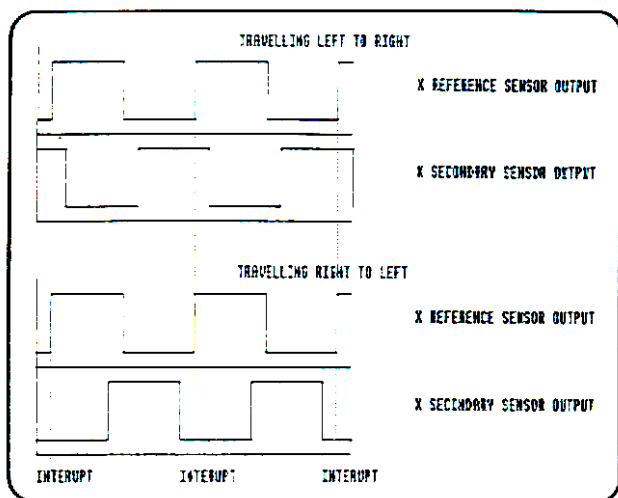 TRAVELLING LEFT TO RIGHT
X REFERENCE SENSOR OUTPUT
X SECONDARY SENSOR OUTPUT
TRAVELLING RIGHT TO LEFT
X REFERENCE SENSOR OUTPUT
X SECONDARY SENSOR OUTPUT
INTERUPT INTERUPT INTERUPT